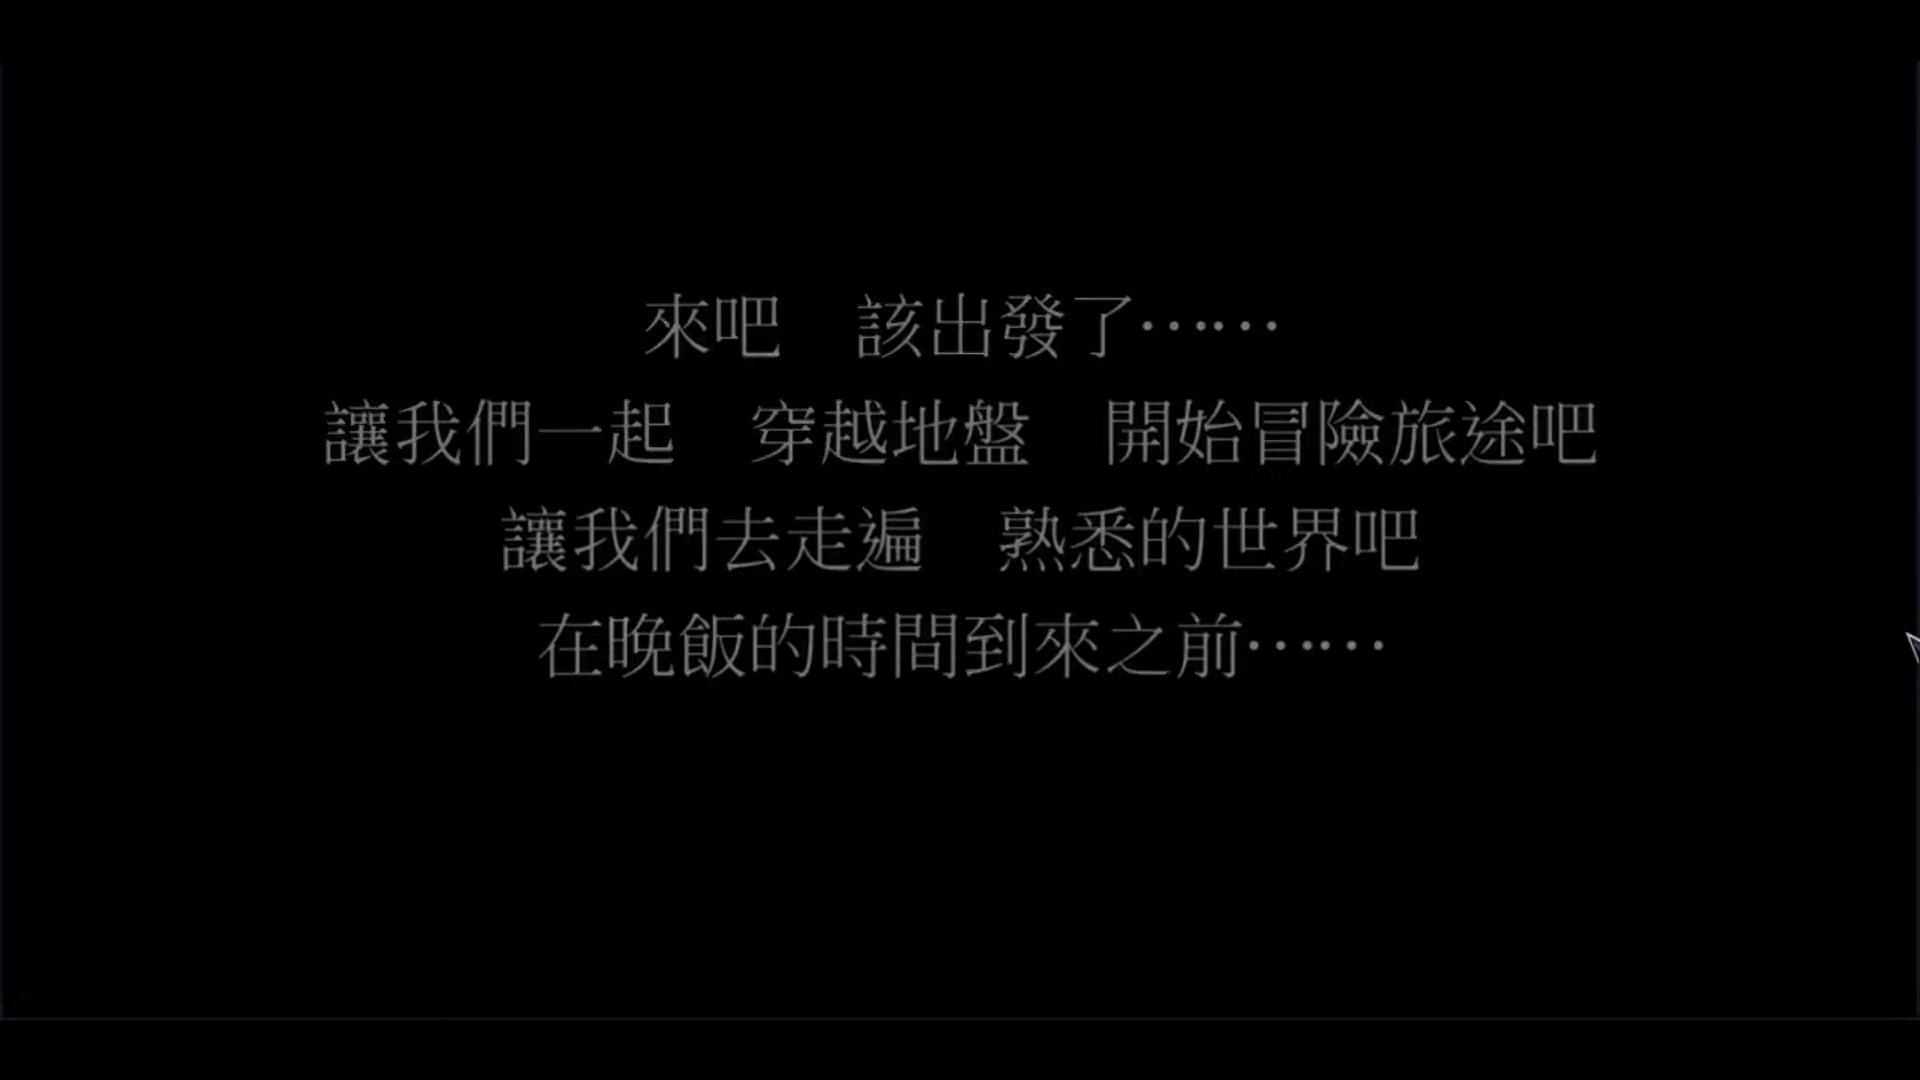 來吧　該出發了⋯⋯
讓我們一起　穿越地盤　開始冒險旅途吧
讓我們去走遍　熟悉的世界吧
在晚飯的時間到來之前⋯⋯